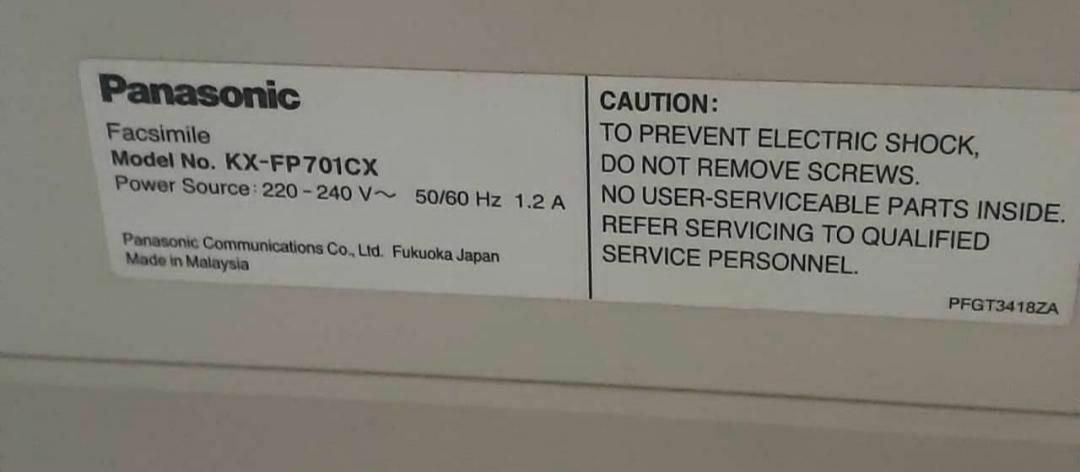 Panasonic
Facsimile
Model No. KX-FP701CX
Power Source: 220-240 V～ 50/60 Hz 1.2 A
Panasonic Communications Co., Ltd. Fukuoka Japan
Made in Malaysia
CAUTION:
TO PREVENT ELECTRIC SHOCK,
DO NOT REMOVE SCREWS.
NO USER-SERVICEABLE PARTS INSIDE.
REFER SERVICING TO QUALIFIED
SERVICE PERSONNEL.
PFGT3418ZA